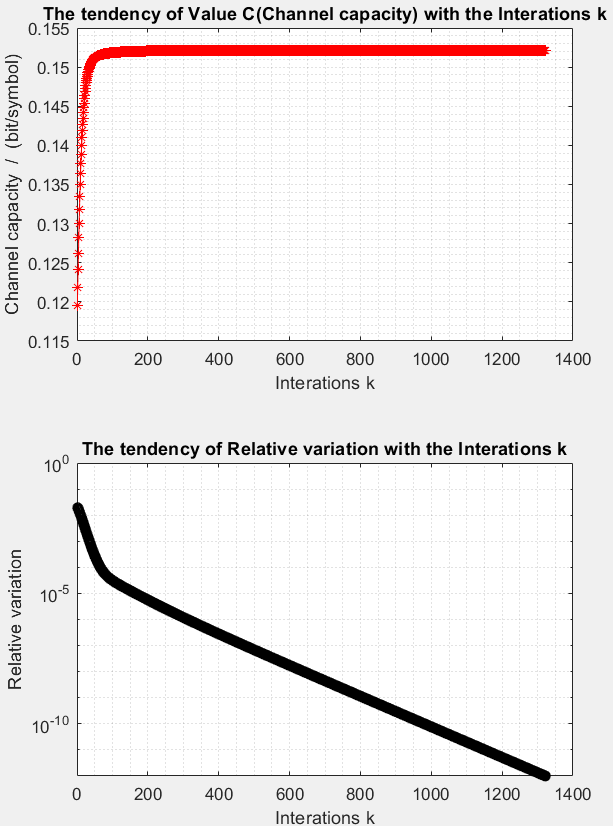 The tendency of Value C(Channel capacity) with the Interations k
0.155
0.15
0.145
0.14
0.135
0.13
0.125
0.12
0.115
Channel capacity / (bit/symbol)
0 200 400 600 800 1000 1200 1400
Interations k
The tendency of Relative variation with the Interations k
10^0
10^-5
10^-10
Relative variation
0 200 400 600 800 1000 1200 1400
Interations k